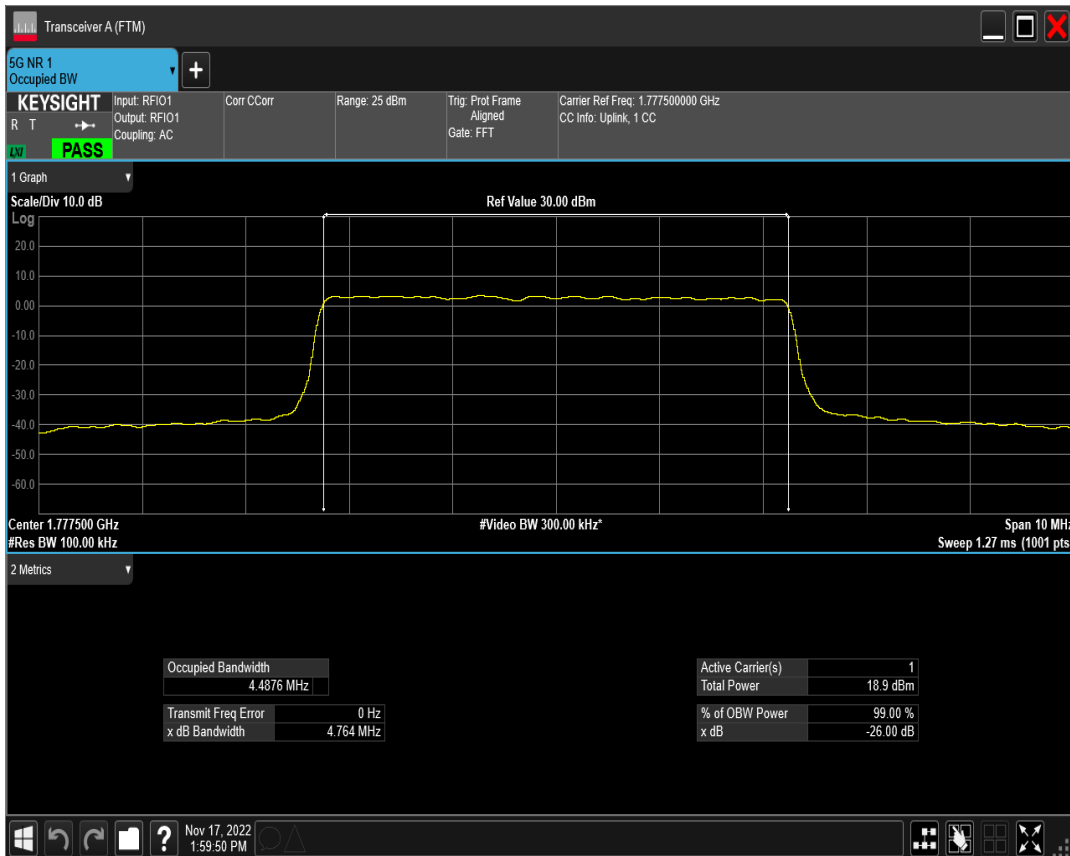 Transceiver A (FTM)
5G NR 1
Occupied BW
+
KEYSIGHT
R T
LXI
PASS
Input: RFIO1
Output: RFIO1
Coupling: AC
Corr CCorr
Range: 25 dBm
Trig: Prot Frame
Aligned
Gate: FFT
Carrier Ref Freq: 1.777500000 GHz
CC Info: Uplink, 1 CC
1 Graph
Scale/Div 10.0 dB
Ref Value 30.00 dBm
Log
20.0
10.0
0.00
-10.0
-20.0
-30.0
-40.0
-50.0
-60.0
Center 1.777500 GHz
#Video BW 300.00 kHz*
Span 10 MHz
#Res BW 100.00 kHz
Sweep 1.27 ms (1001 pts
2 Metrics
Occupied Bandwidth
4.4876 MHz
Transmit Freq Error 0 Hz
x dB Bandwidth 4.764 MHz
Active Carrier(s) 1
Total Power 18.9 dBm
% of OBW Power 99.00 %
x dB -26.00 dB
?
Nov 17, 2022
1:59:50 PM